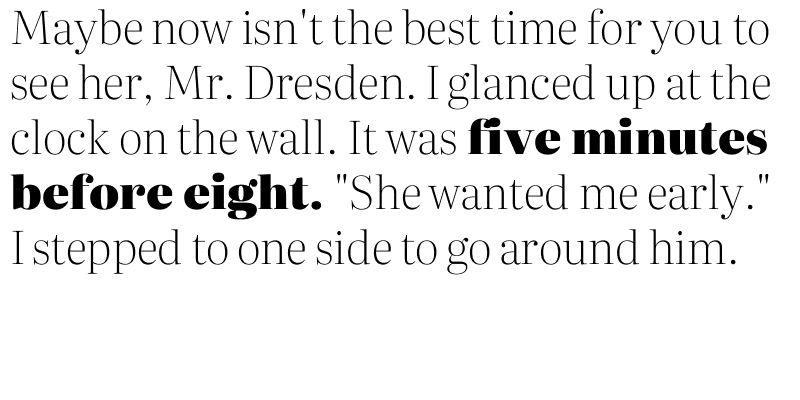 Maybe now isn't the best time for you to
see her, Mr. Dresden. I glanced up at the
clock on the wall. It was five minutes
before eight. "She wanted me early."
I stepped to one side to go around him.